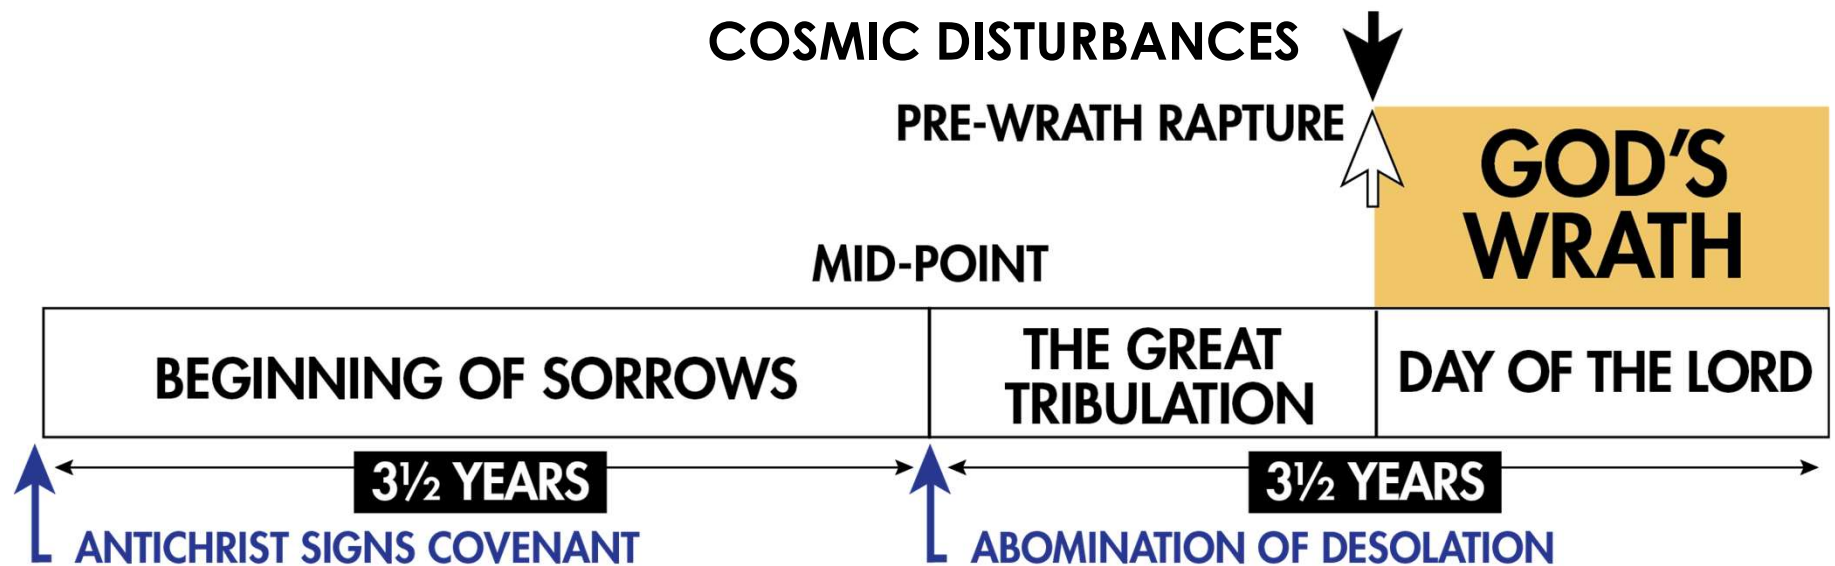 COSMIC DISTURBANCES
PRE-WRATH RAPTURE
GOD'S
WRATH
MID-POINT
BEGINNING OF SORROWS
THE GREAT
TRIBULATION
DAY OF THE LORD
3½ YEARS
3½ YEARS
ANTICHRIST SIGNS COVENANT
ABOMINATION OF DESOLATION